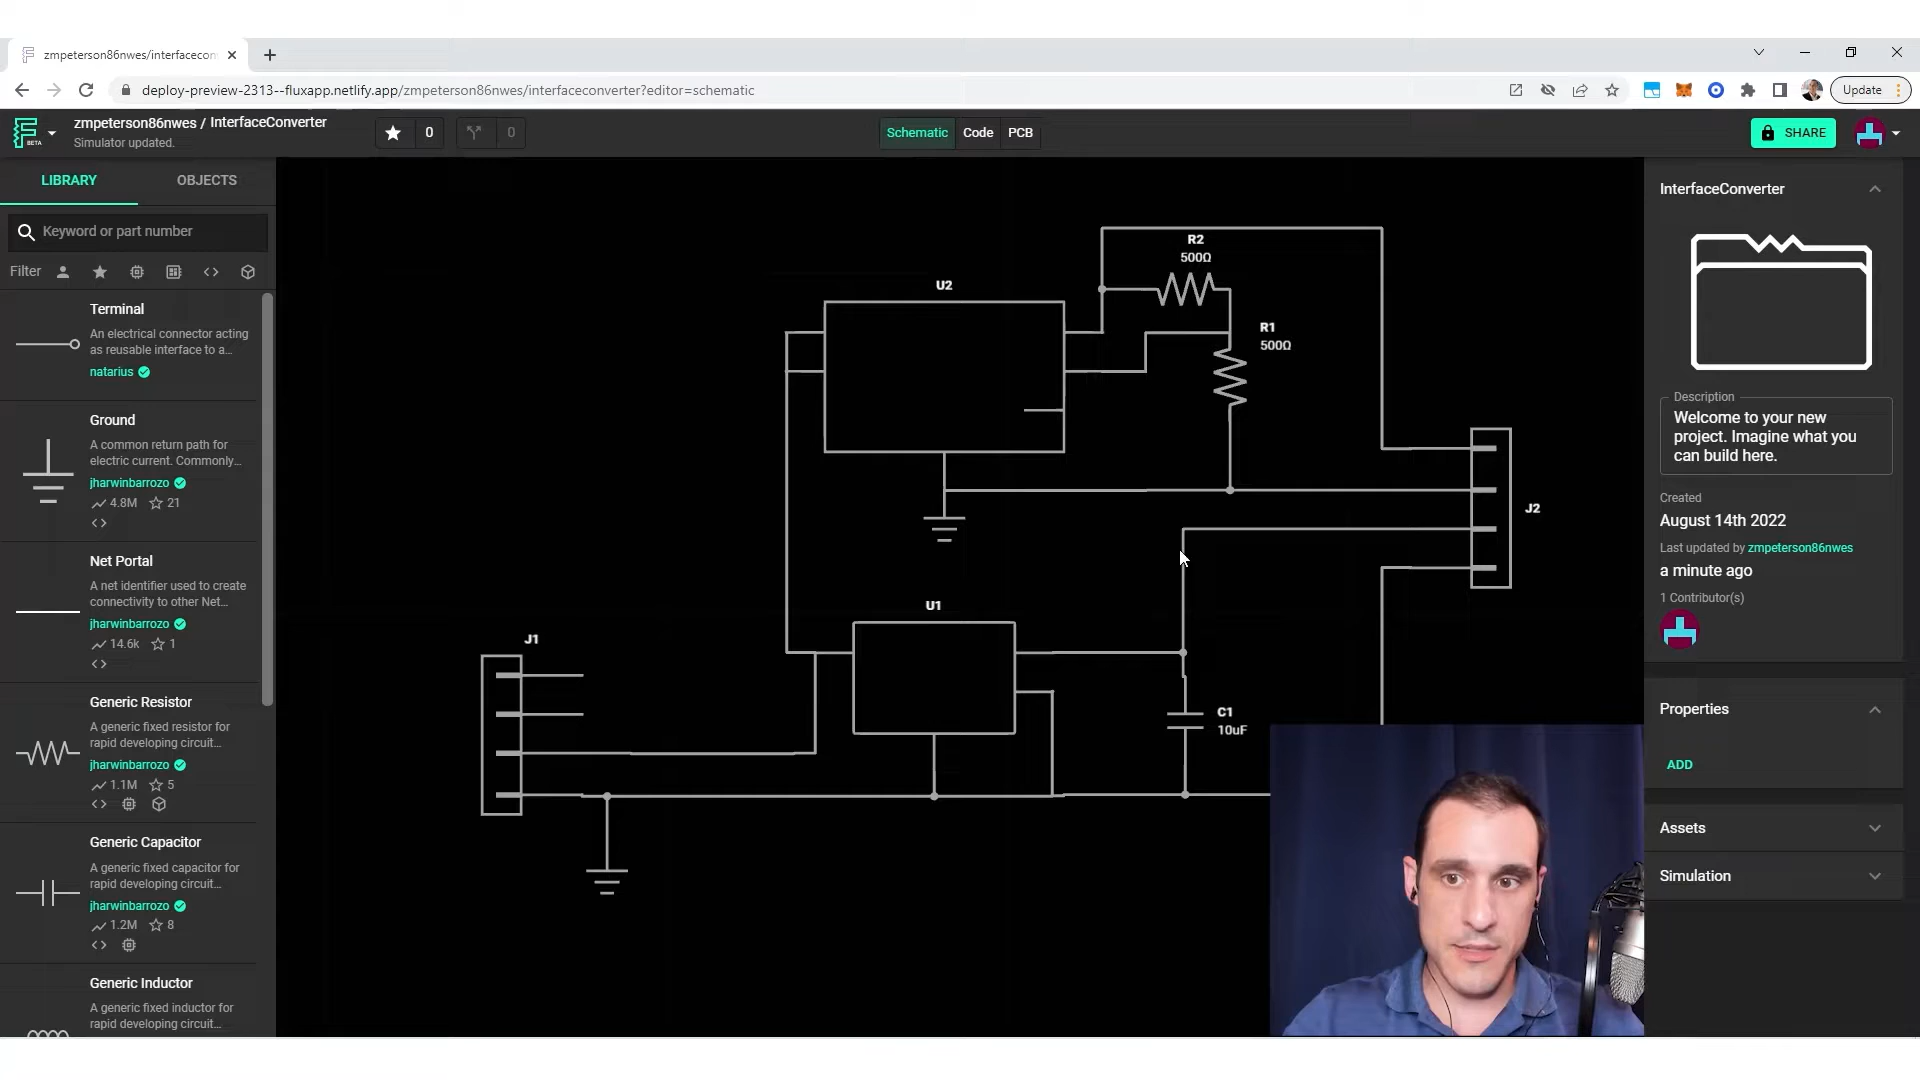 zmpeterson86nwes/interfacecon
deploy-preview-2313--fluxapp.netlify.app/zmpeterson86nwes/interfaceconverter?editor=schematic
Update
BETA
zmpeterson86nwes / InterfaceConverter
Simulator updated.
0
0
Schematic
Code
PCB
SHARE
LIBRARY
OBJECTS
Keyword or part number
Filter
Terminal
An electrical connector acting
as reusable interface to a...
natarius
Ground
A common return path for
electric current. Commonly...
jharwinbarrozo
4.8M
21
Net Portal
A net identifier used to create
connectivity to other Net...
jharwinbarrozo
14.6k
1
Generic Resistor
A generic fixed resistor for
rapid developing circuit...
jharwinbarrozo
1.1M
5
Generic Capacitor
A generic fixed capacitor for
rapid developing circuit...
jharwinbarrozo
1.2M
8
Generic Inductor
A generic fixed inductor for
rapid developing circuit...
R2
500Ω
U2
R1
500Ω
J2
U1
J1
C1
10uF
InterfaceConverter
Description
Welcome to your new
project. Imagine what you
can build here.
Created
August 14th 2022
Last updated by zmpeterson86nwes
a minute ago
1 Contributor(s)
Properties
ADD
Assets
Simulation